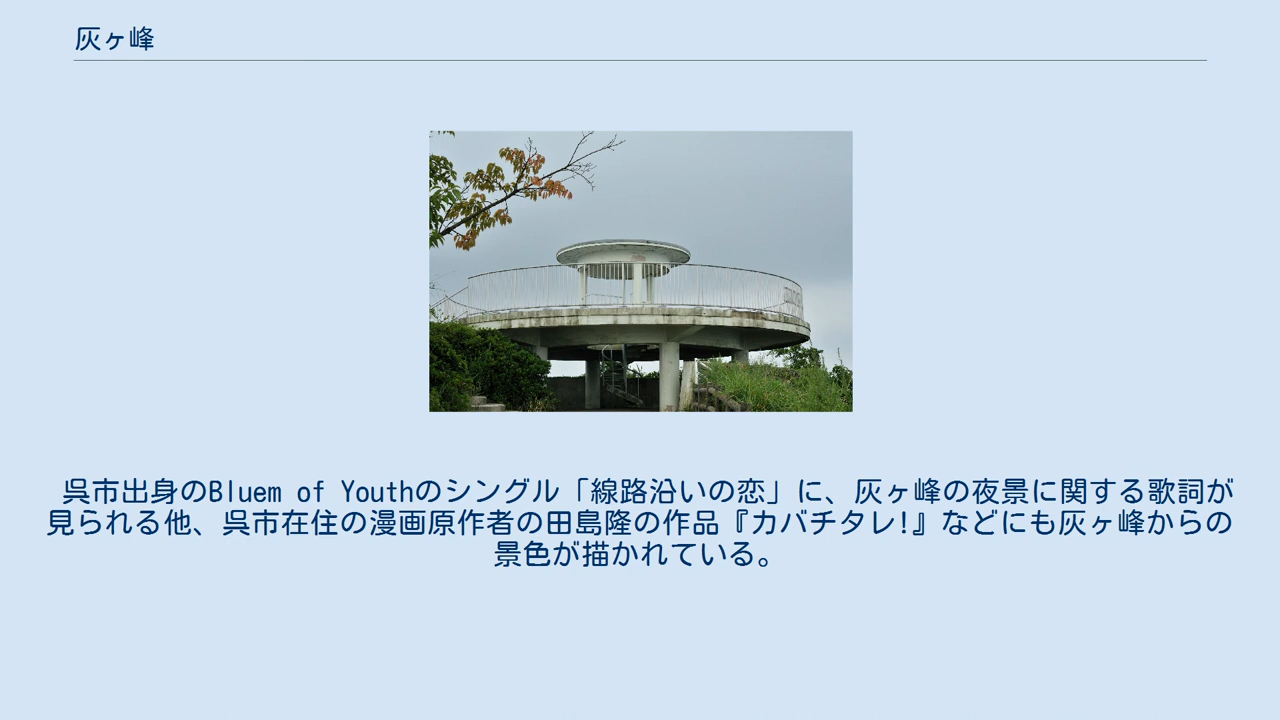 灰ヶ峰
呉市出身のBluem of Youthのシングル「線路沿いの恋」に、灰ヶ峰の夜景に関する歌詞が
見られる他、呉市在住の漫画原作者の田島隆の作品『カバチタレ!』などにも灰ヶ峰からの
景色が描かれている。